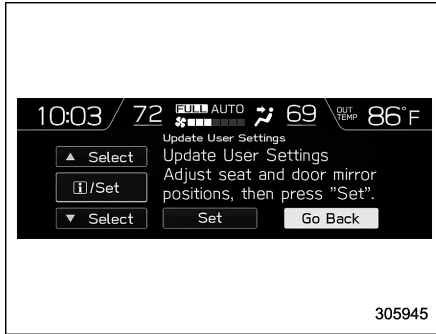 10:03 72 FULL AUTO 69 OUT TEMP 86°F
Update User Settings
▲ Select
Update User Settings
Adjust seat and door mirror
i/Set
positions, then press "Set".
▼ Select
Set
Go Back
305945